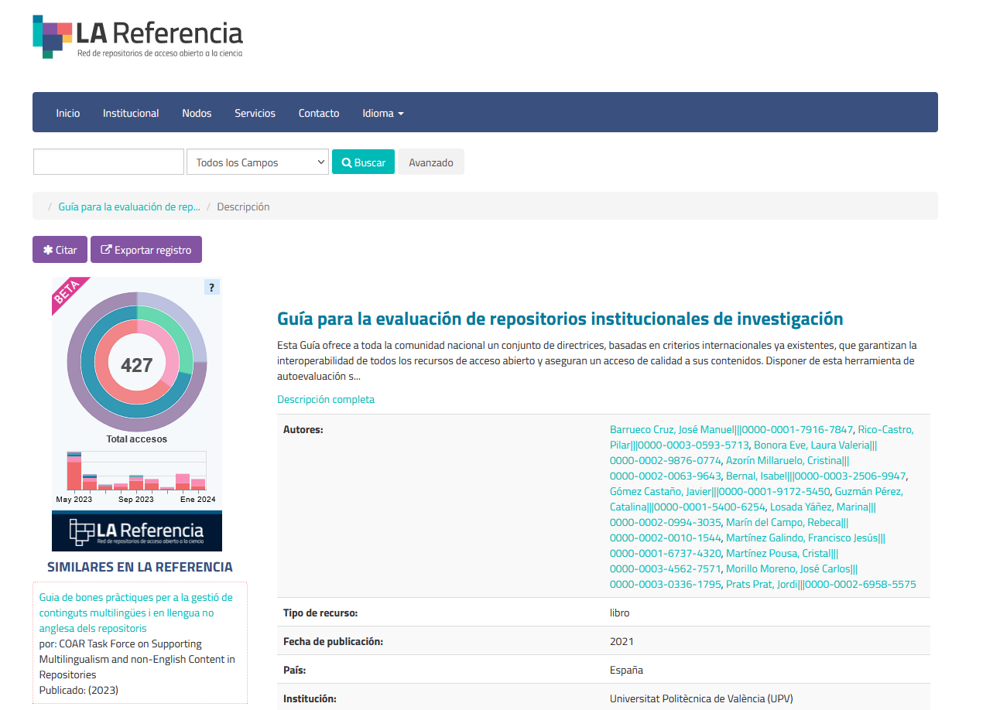 LA Referencia
Red de repositorios de acceso abierto a la ciencia
Inicio Institucional Nodos Servicios Contacto Idioma
Todos los Campos Buscar Avanzado
/ Guía para la evaluación de rep... / Descripción
Citar Exportar registro
BETA
?
427
Total accesos
May 2023 Sep 2023 Ene 2024
LA Referencia
Red de repositorios de acceso abierto a la ciencia
SIMILARES EN LA REFERENCIA
Guia de bones pràctiques per a la gestió de
continguts multilingües i en llengua no
anglesa dels repositoris
por: COAR Task Force on Supporting
Multilingualism and non-English Content in
Repositories
Publicado: (2023)
Guía para la evaluación de repositorios institucionales de investigación
Esta Guía ofrece a toda la comunidad nacional un conjunto de directrices, basadas en criterios internacionales ya existentes, que garantizan la
interoperabilidad de todos los recursos de acceso abierto y aseguran un acceso de calidad a sus contenidos. Disponer de esta herramienta de
autoevaluación s...
Descripción completa
Autores: Barrueco Cruz, José Manuel|||0000-0001-7916-7847, Rico-Castro,
Pilar|||0000-0003-0593-5713, Bonora Eve, Laura Valeria|||
0000-0002-9876-0774, Azorín Millaruelo, Cristina|||
0000-0002-0063-9643, Bernal, Isabel|||0000-0003-2506-9947,
Gómez Castaño, Javier|||0000-0001-9172-5450, Guzmán Pérez,
Catalina|||0000-0001-5400-6254, Losada Yáñez, Marina|||
0000-0002-0994-3035, Marín del Campo, Rebeca|||
0000-0002-0010-1544, Martínez Galindo, Francisco Jesús|||
0000-0001-6737-4320, Martínez Pousa, Cristal|||
0000-0003-4562-7571, Morillo Moreno, José Carlos|||
0000-0003-0336-1795, Prats Prat, Jordi|||0000-0002-6958-5575
Tipo de recurso: libro
Fecha de publicación: 2021
País: España
Institución: Universitat Politècnica de València (UPV)